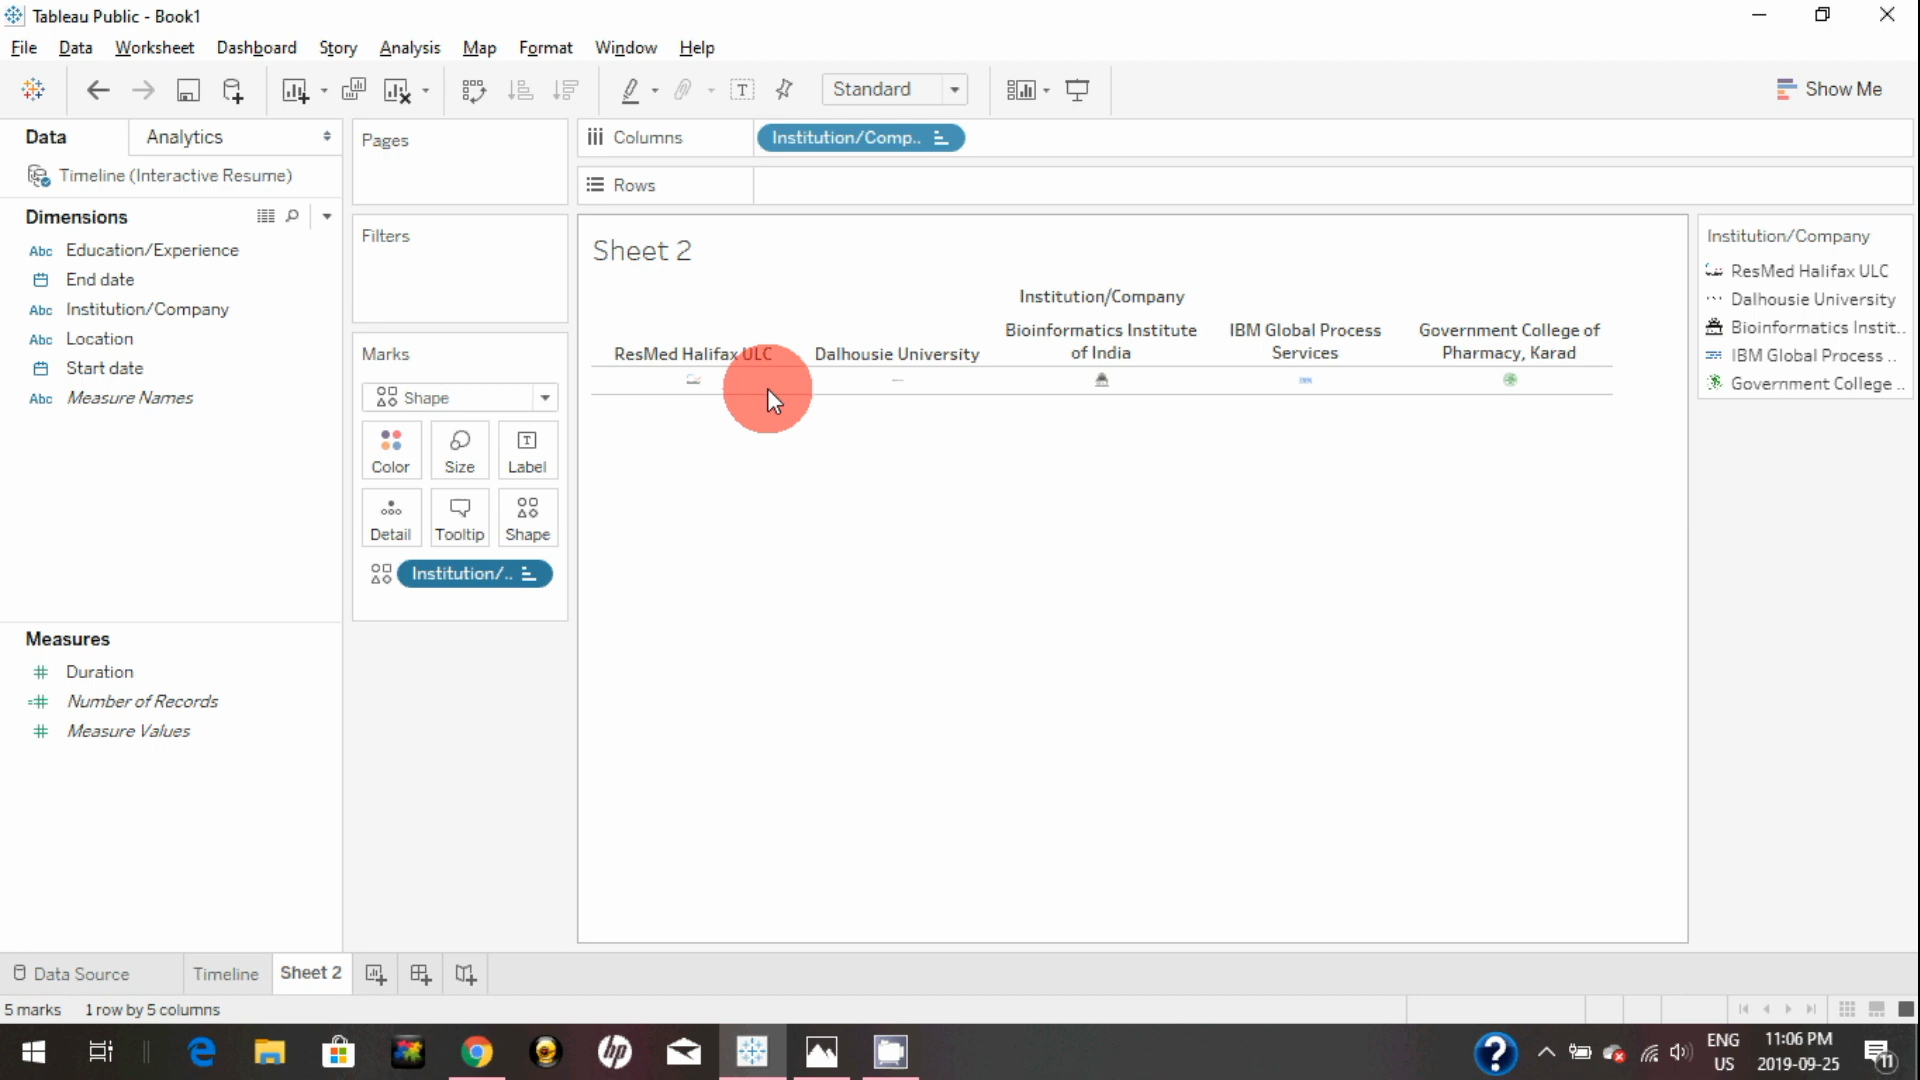 Tableau Public - Book1
File Data Worksheet Dashboard Story Analysis Map Format Window Help
Standard
Show Me
Data Analytics
Timeline (Interactive Resume)
Dimensions
Abc Education/Experience
End date
Abc Institution/Company
Abc Location
Start date
Abc Measure Names
Measures
Duration
Number of Records
Measure Values
Pages
Filters
Marks
Shape
Color Size Label
Detail Tooltip Shape
Institution/..
Columns Institution/Comp..
Rows
Sheet 2
Institution/Company
ResMed Halifax ULC
Dalhousie University
Bioinformatics Institute
of India
IBM Global Process
Services
Government College of
Pharmacy, Karad
Institution/Company
ResMed Halifax ULC
Dalhousie University
Bioinformatics Instit..
IBM Global Process ..
Government College ..
Data Source Timeline Sheet 2
5 marks 1 row by 5 columns
ENG
US
11:06 PM
2019-09-25
11